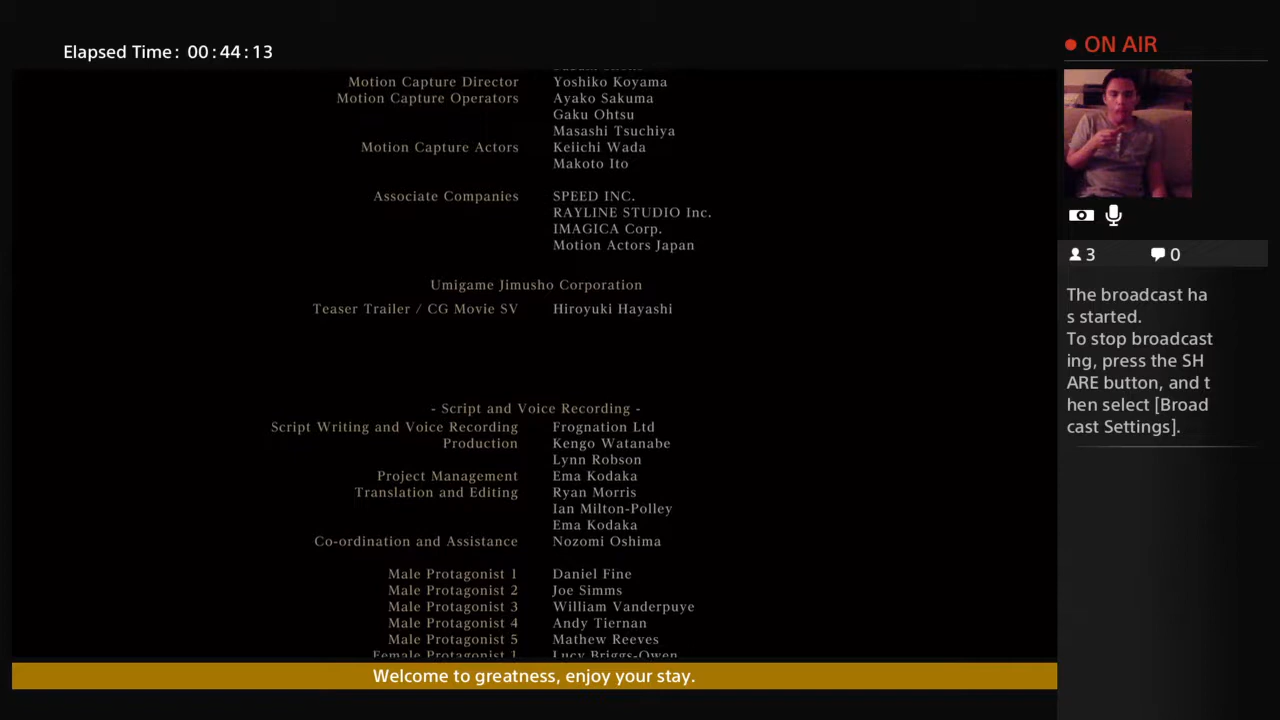 Elapsed Time: 00:44:13
ON AIR
Motion Capture Director Yoshiko Koyama
Motion Capture Operators Ayako Sakuma
Gaku Ohtsu
Masashi Tsuchiya
Motion Capture Actors Keiichi Wada
Makoto Ito
Associate Companies SPEED INC.
RAYLINE STUDIO Inc.
IMAGICA Corp.
Motion Actors Japan
Umigame Jimusho Corporation
Teaser Trailer / CG Movie SV Hiroyuki Hayashi
- Script and Voice Recording -
Script Writing and Voice Recording Frognation Ltd
Production Kengo Watanabe
Lynn Robson
Project Management Ema Kodaka
Translation and Editing Ryan Morris
Ian Milton-Polley
Ema Kodaka
Co-ordination and Assistance Nozomi Oshima
Male Protagonist 1 Daniel Fine
Male Protagonist 2 Joe Simms
Male Protagonist 3 William Vanderpuye
Male Protagonist 4 Andy Tiernan
Male Protagonist 5 Mathew Reeves
Female Protagonist 1 Lucy Briggs-Owen
Welcome to greatness, enjoy your stay.
3 0
The broadcast ha
s started.
To stop broadcast
ing, press the SH
ARE button, and t
hen select [Broad
cast Settings].